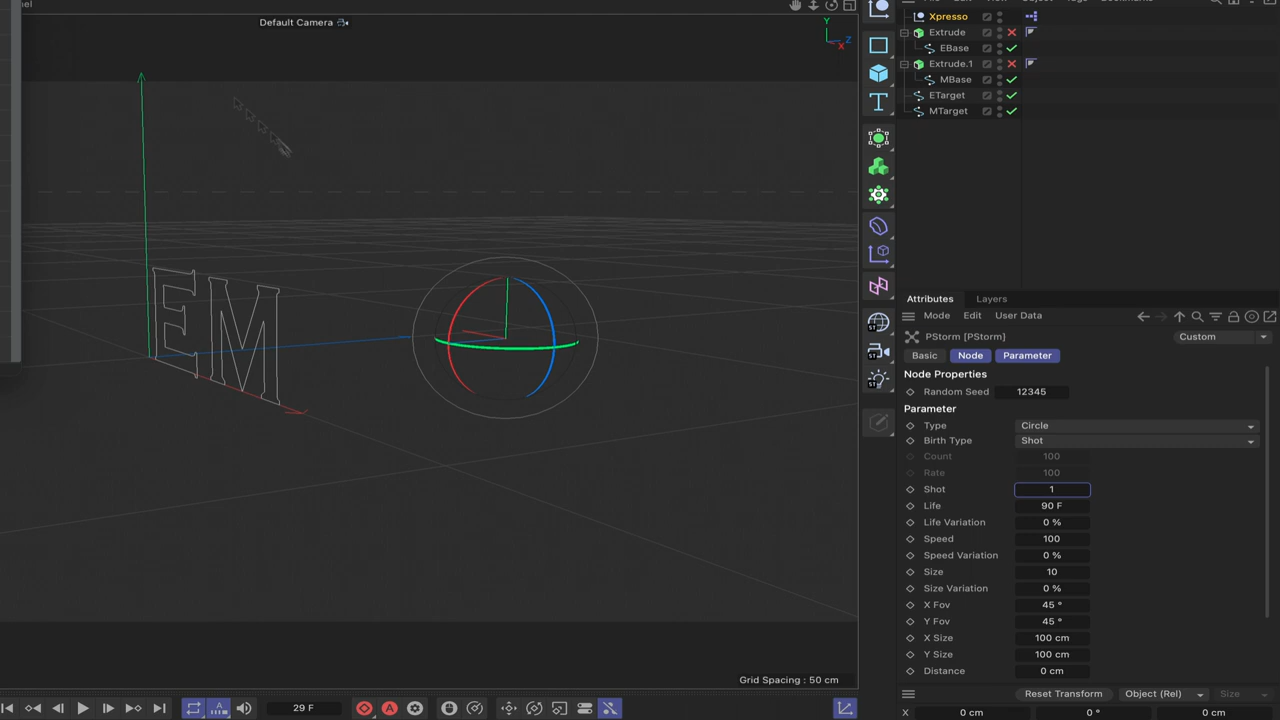 Default Camera
Y
Z
X
EM
Grid Spacing : 50 cm
29 F
A
Xpresso
Extrude
EBase
Extrude.1
MBase
ETarget
MTarget
T
ST
ST
ST
Attributes Layers
Mode Edit User Data
PStorm [PStorm] Custom
Basic Node Parameter
Node Properties
Random Seed 12345
Parameter
Type Circle
Birth Type Shot
Count 100
Rate 100
Shot 1
Life 90 F
Life Variation 0 %
Speed 100
Speed Variation 0 %
Size 10
Size Variation 0 %
X Fov 45 °
Y Fov 45 °
X Size 100 cm
Y Size 100 cm
Distance 0 cm
Reset Transform Object (Rel) Size
X 0 cm 0 ° 0 cm